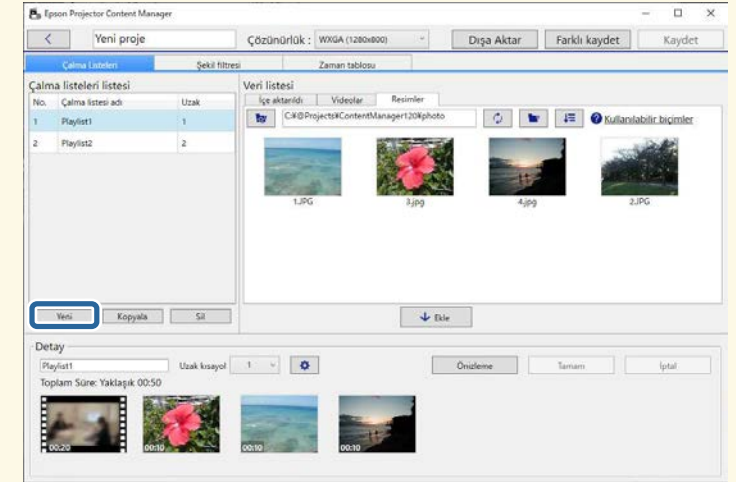 Epson Projector Content Manager
Yeni proje
Çözünürlük : WXGA (1280x800)
Dışa Aktar
Farklı kaydet
Kaydet
Çalma Listeleri
Şekil filtresi
Zaman tablosu
Çalma listeleri listesi
No. Çalma listesi adı Uzak
1 Playlist1 1
2 Playlist2 2
Yeni
Kopyala
Sil
Veri listesi
İçe aktarıldı
Videolar
Resimler
C:¥@Projects¥ContentManager120¥photo
Kullanılabilir biçimler
1.JPG
3.jpg
4.jpg
2.JPG
Ekle
Detay
Playlist1
Uzak kısayol 1
Önizleme
Tamam
İptal
Toplam Süre: Yaklaşık 00:50
00:20
00:10
00:10
00:10